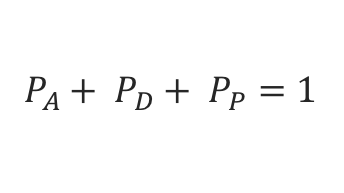 P_A + P_D + P_P = 1